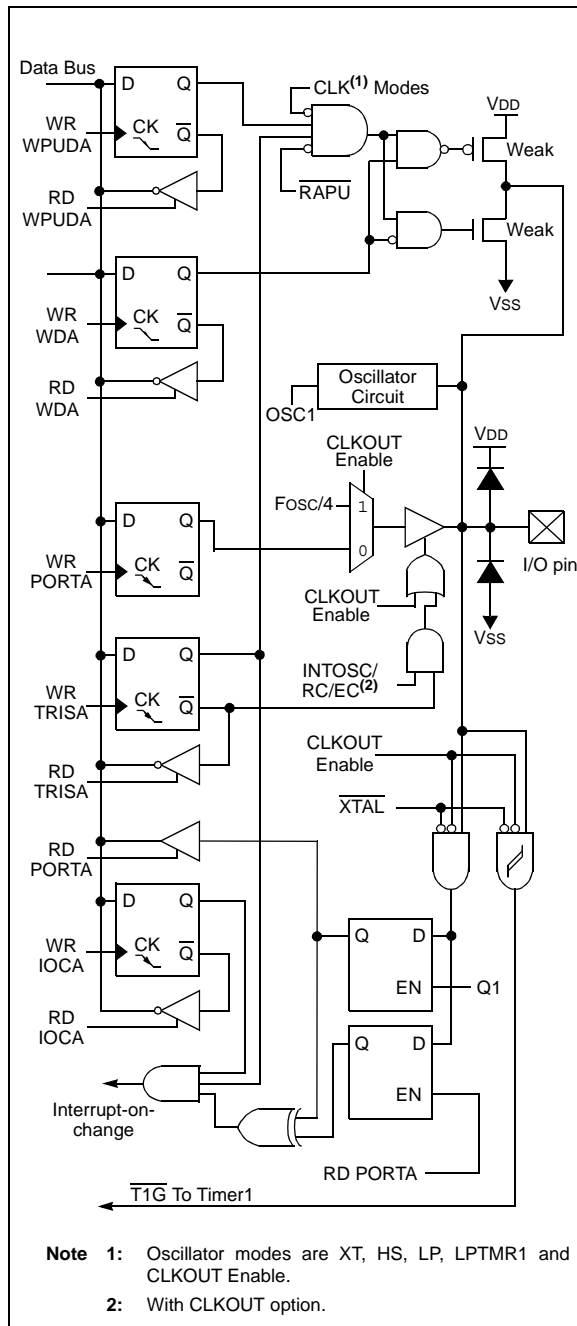 Data Bus
D Q
CLK(1) Modes
VDD
WR
WPUDA
CK Q
RAPU
Weak
RD
WPUDA
Weak
D Q
VSS
WR
WDA
CK Q
RD
WDA
Oscillator
Circuit
OSC1
CLKOUT
Enable
VDD
FOSC/4
1
0
D Q
WR
PORTA
CK Q
I/O pin
CLKOUT
Enable
VSS
D Q
INTOSC/
RC/EC(2)
WR
TRISA
CK Q
CLKOUT
Enable
RD
TRISA
XTAL
RD
PORTA
D Q
WR
IOCA
CK Q
Q D
EN
Q1
RD
IOCA
Q D
EN
Interrupt-on-
change
RD PORTA
T1G To Timer1
Note 1: Oscillator modes are XT, HS, LP, LPTMR1 and
CLKOUT Enable.
2: With CLKOUT option.